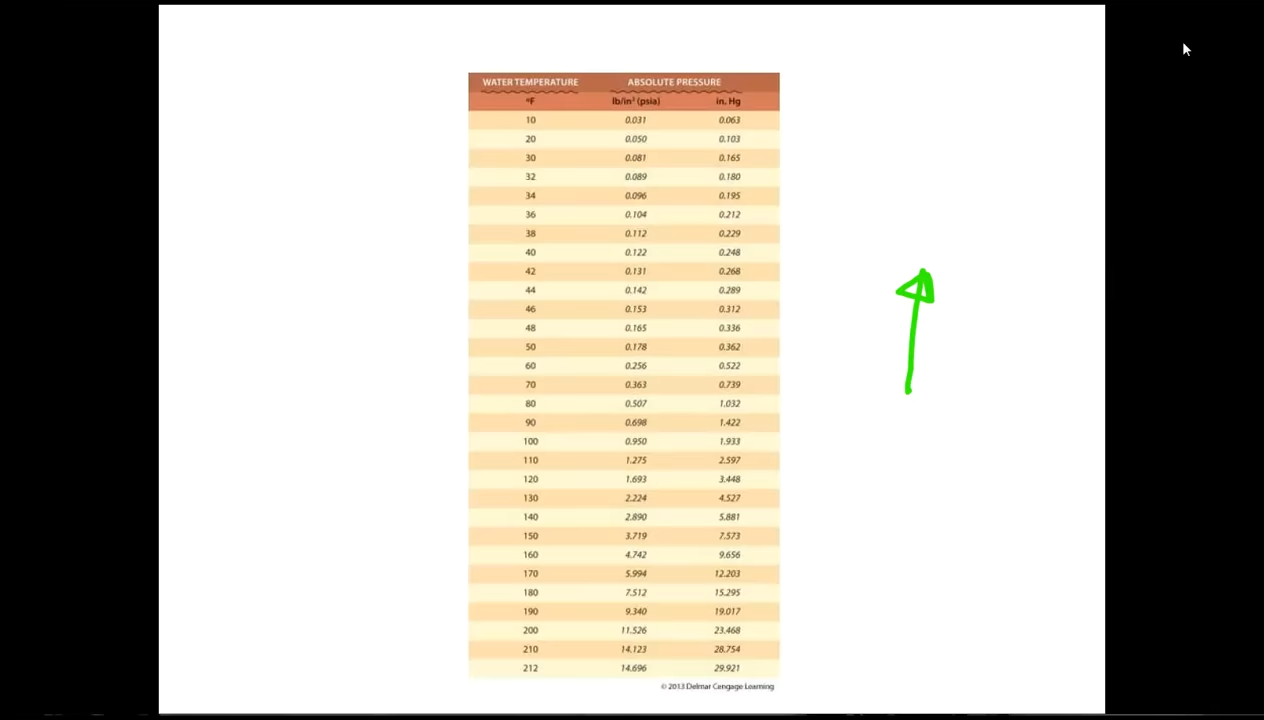 WATER TEMPERATURE ABSOLUTE PRESSURE
°F lb/in² (psia) in. Hg
10 0.031 0.063
20 0.050 0.103
30 0.081 0.165
32 0.089 0.180
34 0.096 0.195
36 0.104 0.212
38 0.112 0.229
40 0.122 0.248
42 0.131 0.268
44 0.142 0.289
46 0.153 0.312
48 0.165 0.336
50 0.178 0.362
60 0.256 0.522
70 0.363 0.739
80 0.507 1.032
90 0.698 1.422
100 0.950 1.933
110 1.275 2.597
120 1.693 3.448
130 2.224 4.527
140 2.890 5.881
150 3.719 7.573
160 4.742 9.656
170 5.994 12.203
180 7.512 15.295
190 9.340 19.017
200 11.526 23.468
210 14.123 28.754
212 14.696 29.921
© 2013 Delmar Cengage Learning